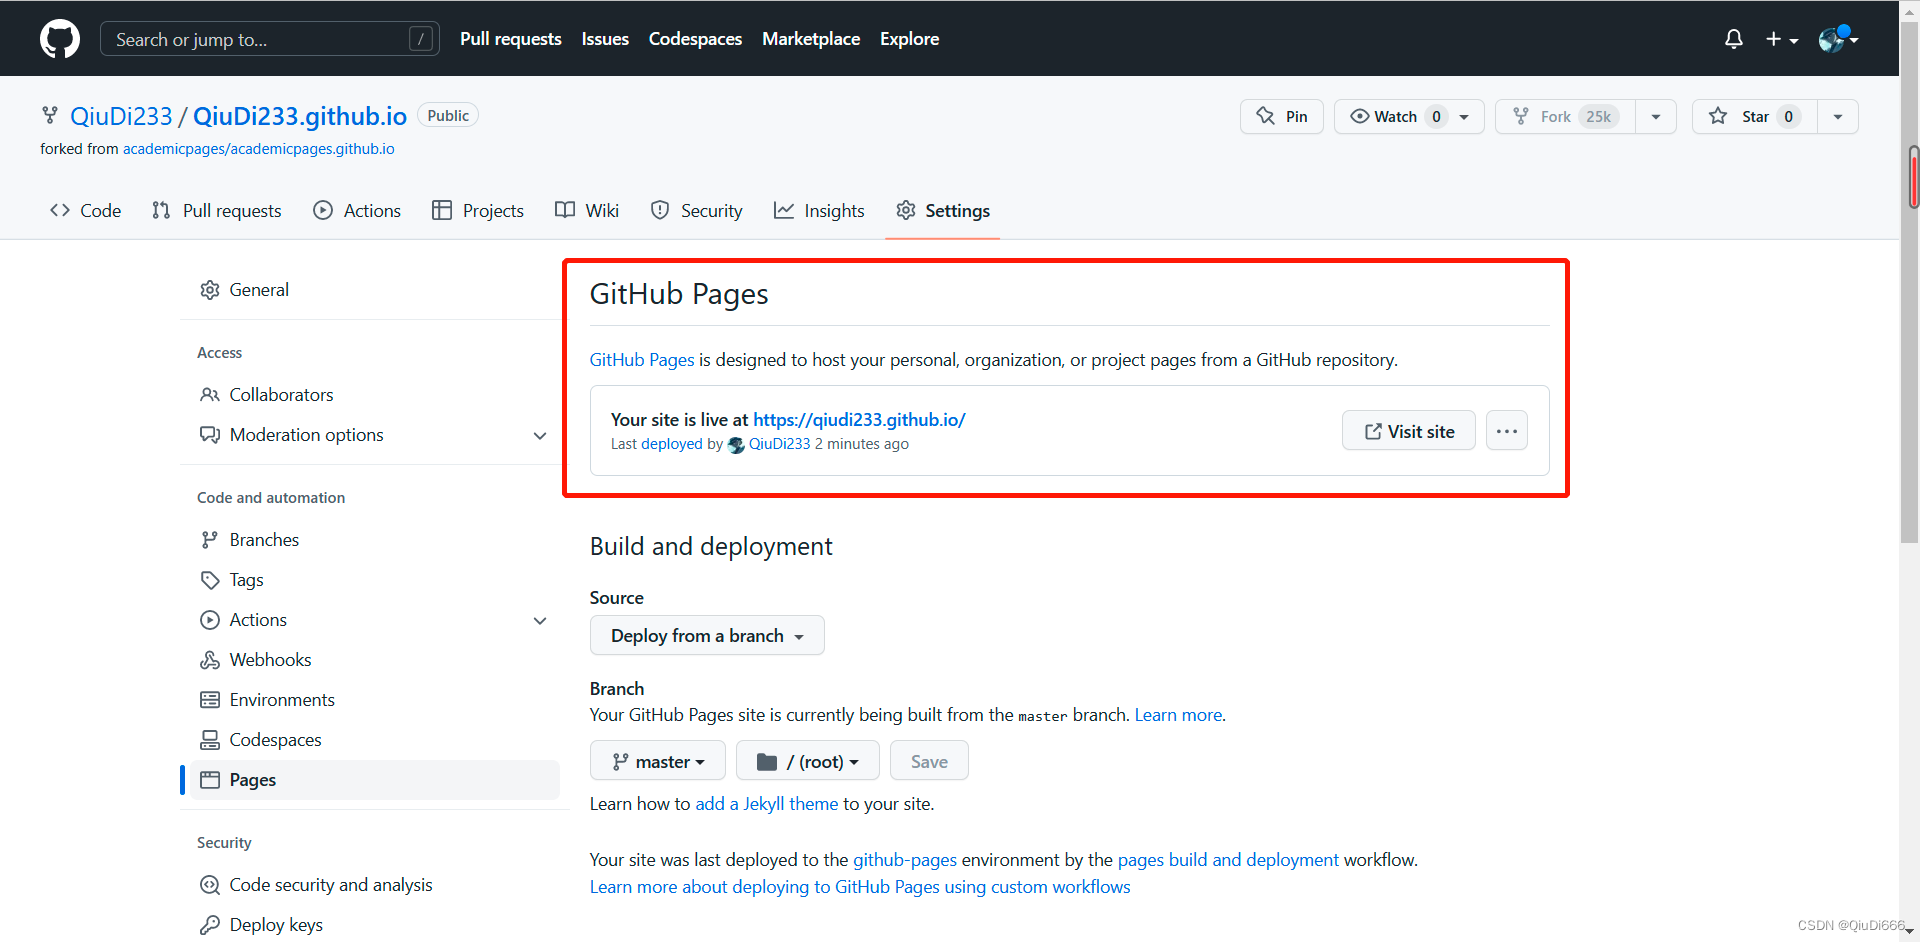 Search or jump to... /
Pull requests Issues Codespaces Marketplace Explore
QiuDi233 / QiuDi233.github.io Public
Pin Watch 0 Fork 25k Star 0
forked from academicpages/academicpages.github.io
Code Pull requests Actions Projects Wiki Security Insights Settings
General
Access
Collaborators
Moderation options
Code and automation
Branches
Tags
Actions
Webhooks
Environments
Codespaces
Pages
Security
Code security and analysis
Deploy keys
GitHub Pages
GitHub Pages is designed to host your personal, organization, or project pages from a GitHub repository.
Your site is live at https://qiudi233.github.io/
Last deployed by QiuDi233 2 minutes ago
Visit site ...
Build and deployment
Source
Deploy from a branch
Branch
Your GitHub Pages site is currently being built from the master branch. Learn more.
master / (root) Save
Learn how to add a Jekyll theme to your site.
Your site was last deployed to the github-pages environment by the pages build and deployment workflow.
Learn more about deploying to GitHub Pages using custom workflows
CSDN @QiuDi666